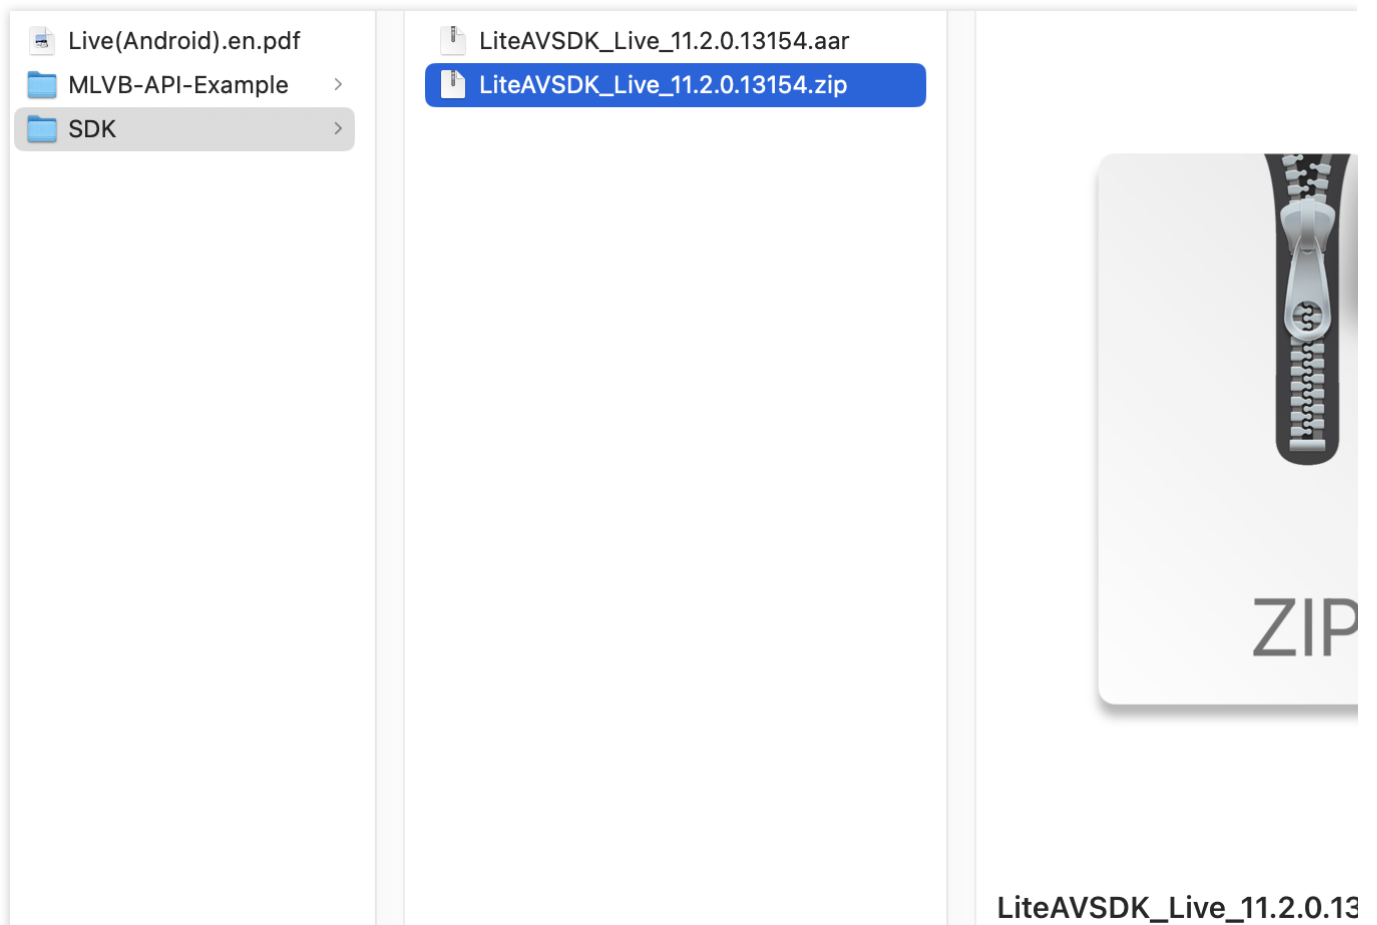 Live(Android).en.pdf
MLVB-API-Example
SDK
LiteAVSDK_Live_11.2.0.13154.aar
LiteAVSDK_Live_11.2.0.13154.zip
ZIP
LiteAVSDK_Live_11.2.0.13